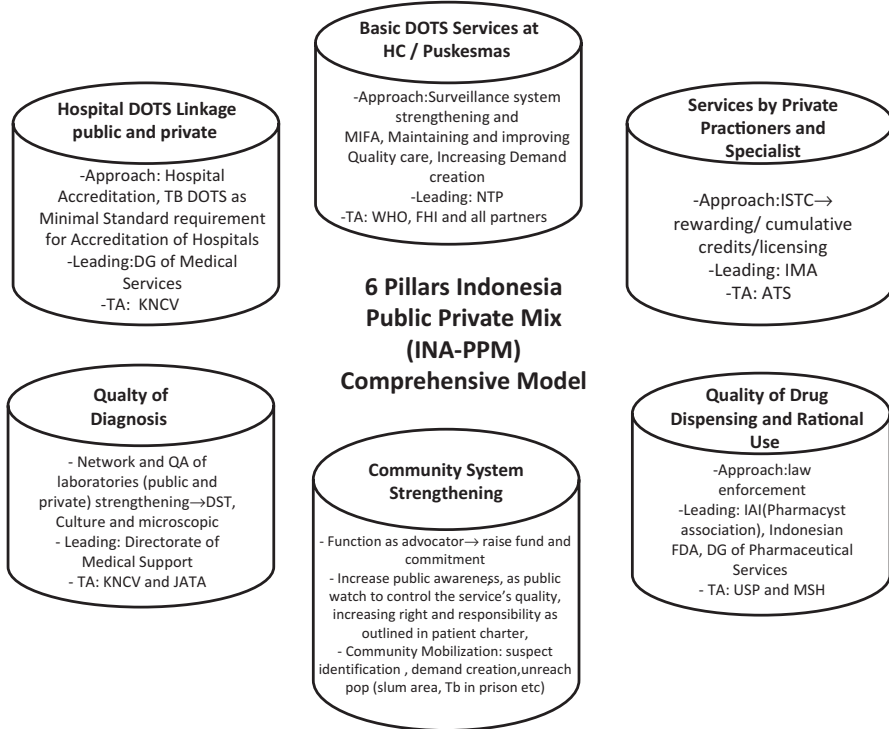 Basic DOTS Services at
HC / Puskesmas
-Approach:Surveillance system
strengthening and
MIFA, Maintaining and improving
Quality care, Increasing Demand
creation
-Leading: NTP
-TA: WHO, FHI and all partners
Hospital DOTS Linkage
public and private
-Approach: Hospital
Accreditation, TB DOTS as
Minimal Standard requirement
for Accreditation of Hospitals
-Leading:DG of Medical
Services
-TA: KNCV
Services by Private
Practioners and
Specialist
-Approach:ISTC→
rewarding/ cumulative
credits/licensing
-Leading: IMA
-TA: ATS
6 Pillars Indonesia
Public Private Mix
(INA-PPM)
Comprehensive Model
Qualty of
Diagnosis
- Network and QA of
laboratories (public and
private) strengthening→DST,
Culture and microscopic
- Leading: Directorate of
Medical Support
- TA: KNCV and JATA
Community System
Strengthening
- Function as advocator→ raise fund and
commitment
- Increase public awareness, as public
watch to control the service's quality,
increasing right and responsibility as
outlined in patient charter,
- Community Mobilization: suspect
identification , demand creation,unreach
pop (slum area, Tb in prison etc)
Quality of Drug
Dispensing and Rational
Use
-Approach:law
enforcement
-Leading: IAI(Pharmacyst
association), Indonesian
FDA, DG of Pharmaceutical
Services
- TA: USP and MSH